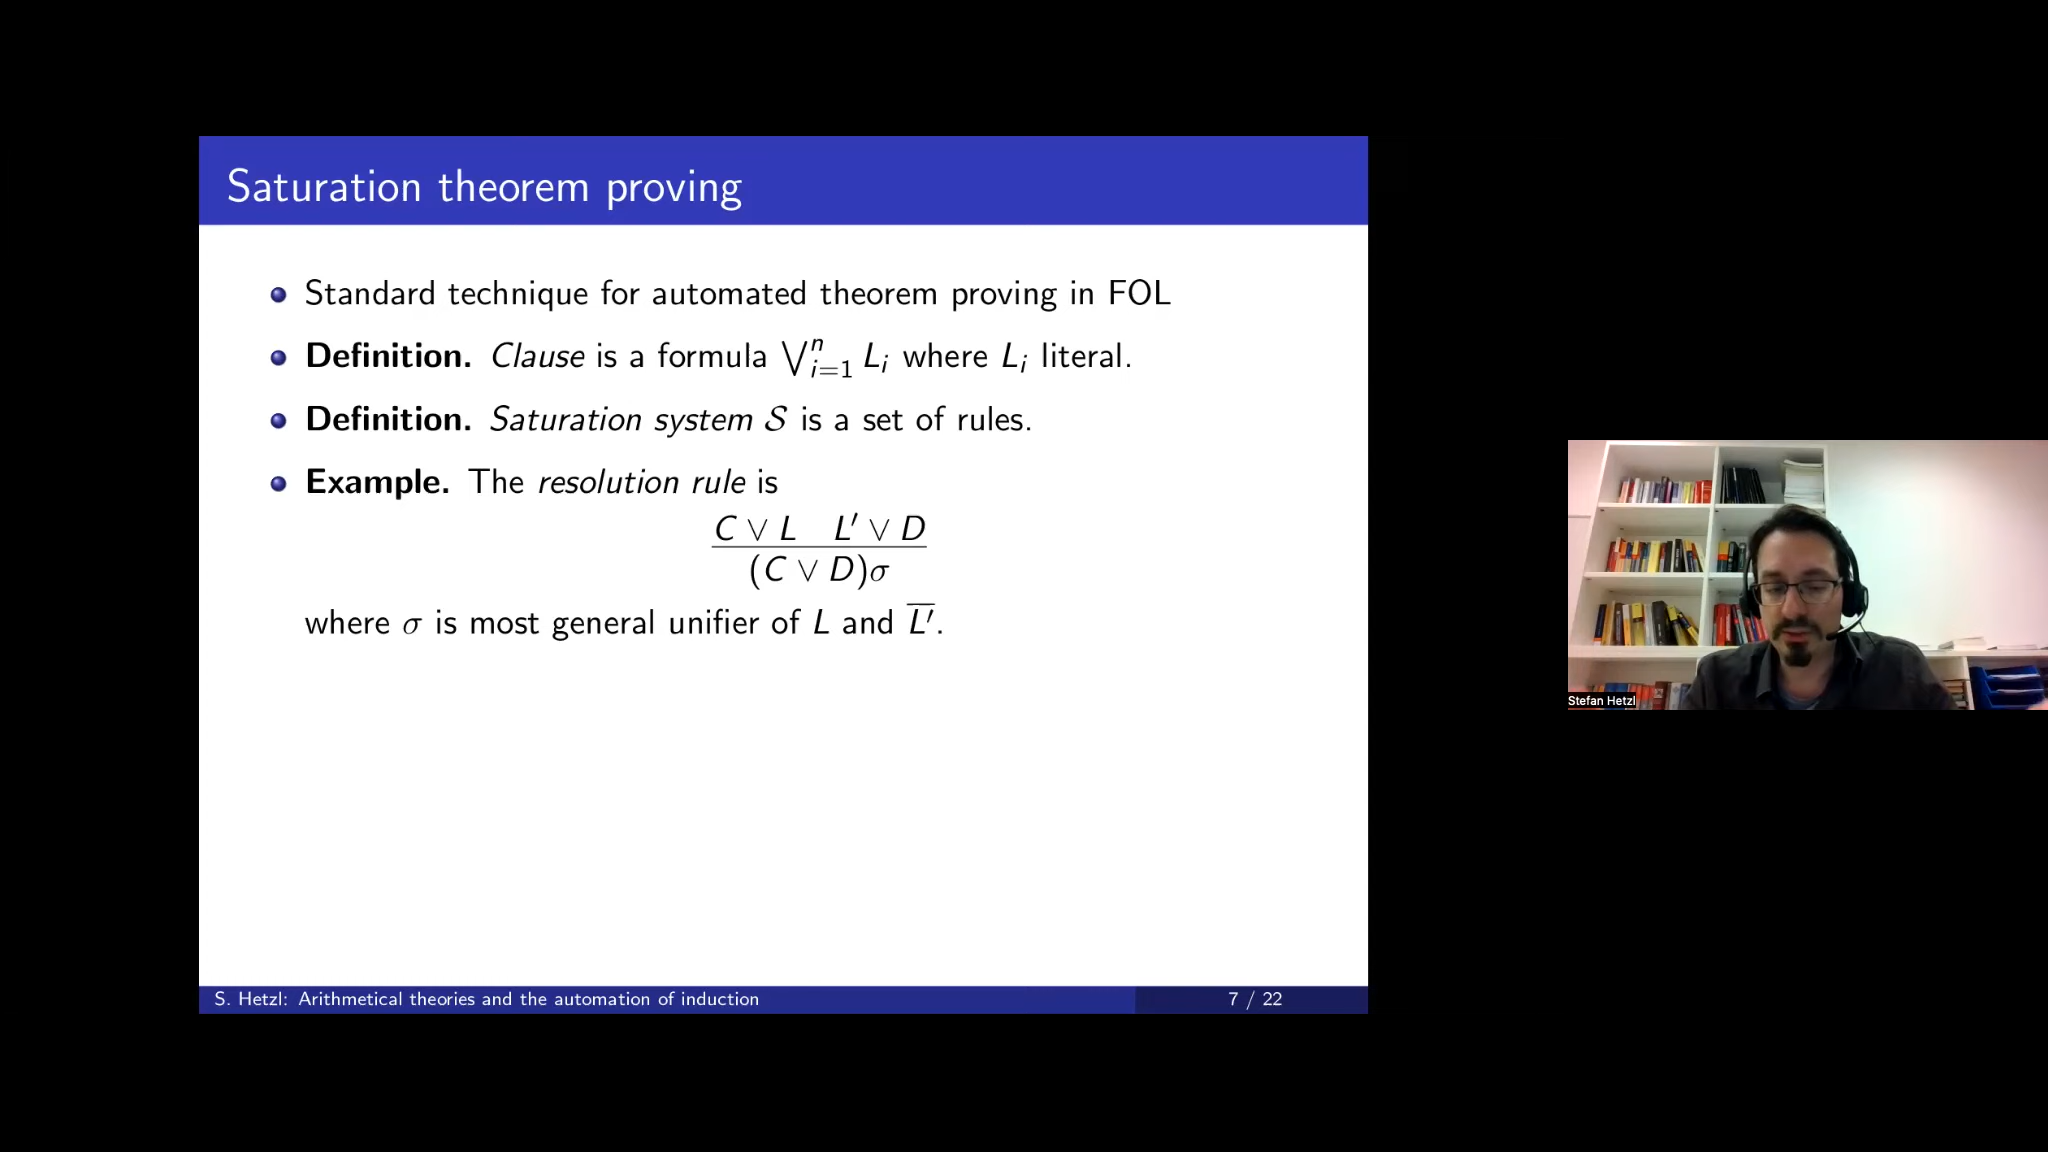 Saturation theorem proving
Standard technique for automated theorem proving in FOL
Definition. Clause is a formula ⋁ⁿᵢ₌₁ Lᵢ where Lᵢ literal.
Definition. Saturation system 𝒮 is a set of rules.
Example. The resolution rule is
C ∨ L L′ ∨ D
(C ∨ D)σ
where σ is most general unifier of L and L̅′.
Stefan Hetzl
S. Hetzl: Arithmetical theories and the automation of induction 7 / 22